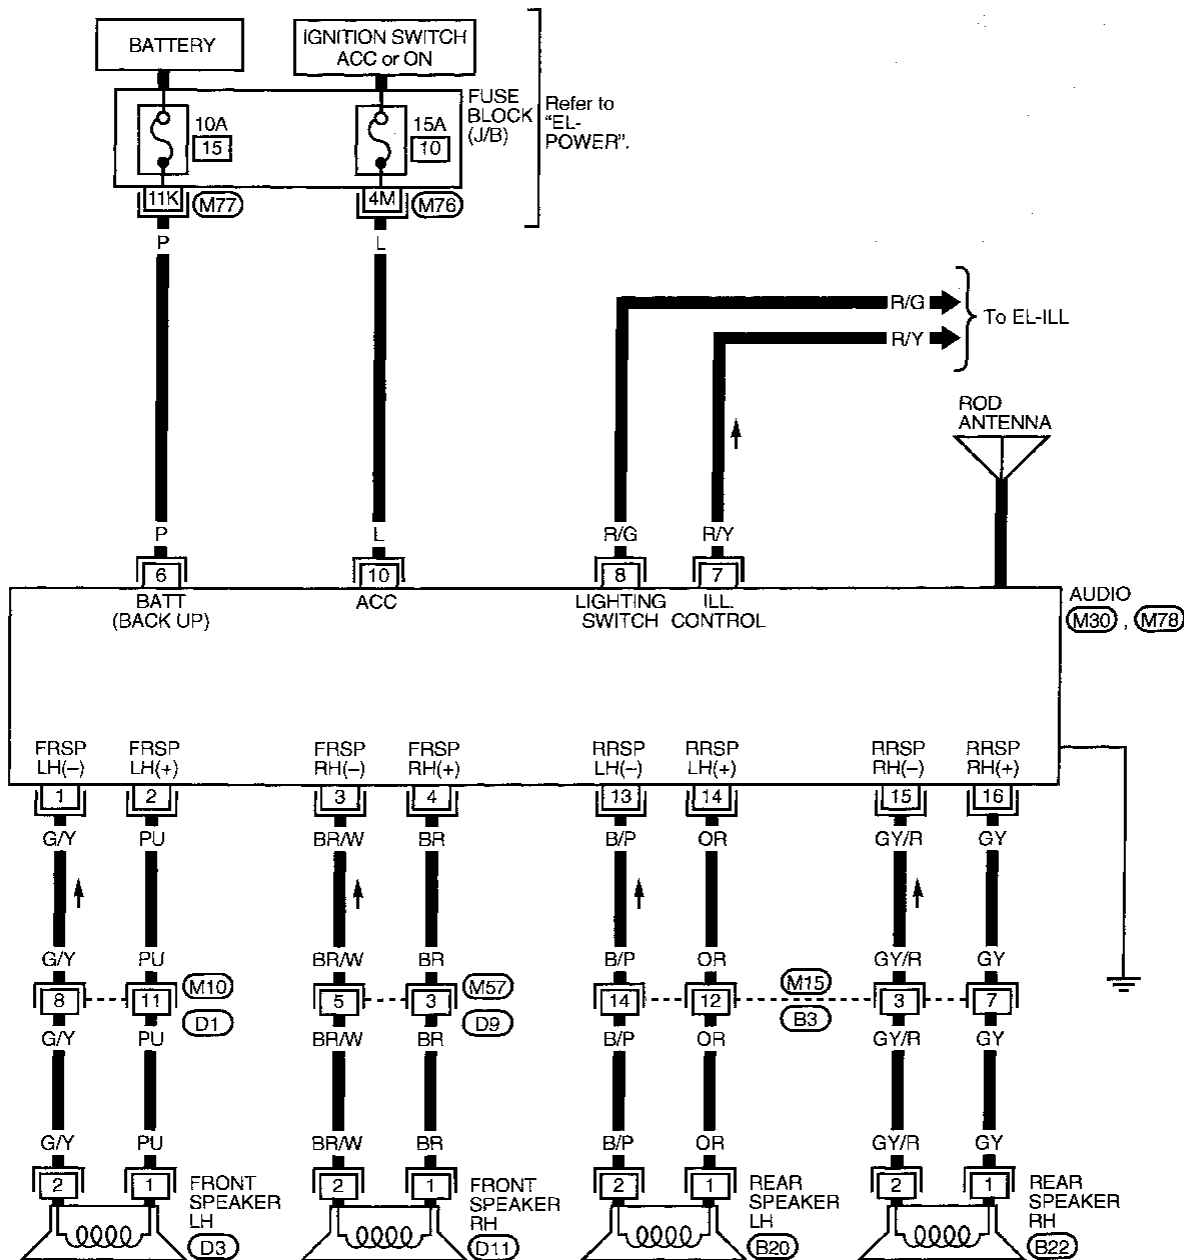 BATTERY
IGNITION SWITCH
ACC or ON
FUSE
BLOCK
(J/B)
Refer to
"EL-
POWER".
10A
15
15A
10
11K
M77
4M
M76
P
L
R/G
R/Y
To EL-ILL
ROD
ANTENNA
P
L
R/G
R/Y
6
10
8
7
BATT
(BACK UP)
ACC
LIGHTING
SWITCH
ILL.
CONTROL
AUDIO
M30 , M78
FRSP
LH(–)
FRSP
LH(+)
FRSP
RH(–)
FRSP
RH(+)
RRSP
LH(–)
RRSP
LH(+)
RRSP
RH(–)
RRSP
RH(+)
1 2 3 4 13 14 15 16
G/Y PU BR/W BR B/P OR GY/R GY
G/Y PU BR/W BR B/P OR GY/R GY
8 11 M10 5 3 M57 14 12 M15 3 7
D1 D9 B3
G/Y PU BR/W BR B/P OR GY/R GY
G/Y PU BR/W BR B/P OR GY/R GY
2 1 2 1 2 1 2 1
FRONT
SPEAKER
LH
D3
FRONT
SPEAKER
RH
D11
REAR
SPEAKER
LH
B20
REAR
SPEAKER
RH
B22